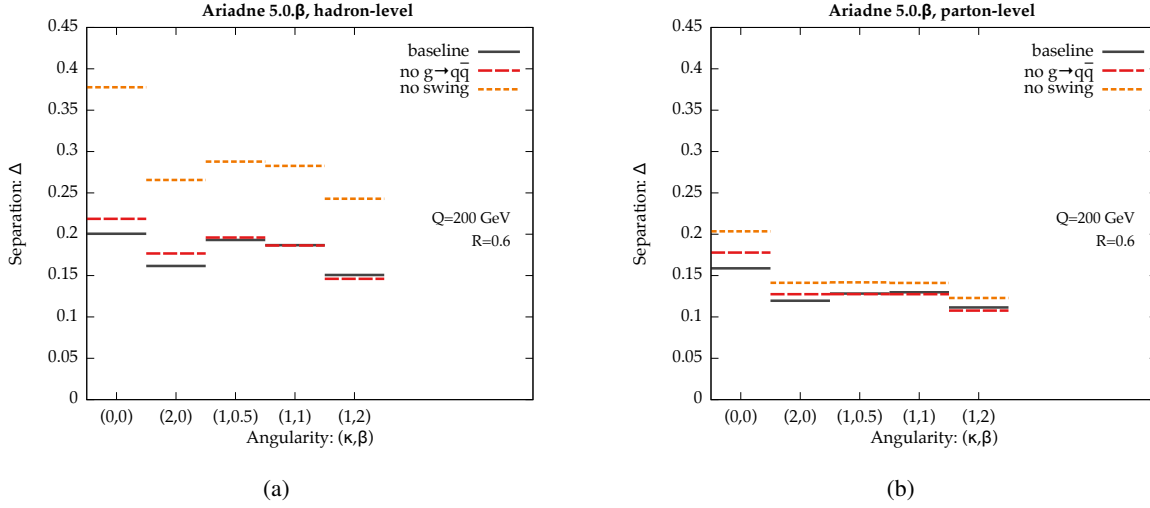 Ariadne 5.0.β, hadron-level
0.45
0.4
0.35
0.3
0.25
0.2
0.15
0.1
0.05
0
Separation: Δ
baseline
no g→qq̅
no swing
Q=200 GeV
R=0.6
(0,0) (2,0) (1,0.5) (1,1) (1,2)
Angularity: (κ,β)
(a)
Ariadne 5.0.β, parton-level
0.45
0.4
0.35
0.3
0.25
0.2
0.15
0.1
0.05
0
Separation: Δ
baseline
no g→qq̅
no swing
Q=200 GeV
R=0.6
(0,0) (2,0) (1,0.5) (1,1) (1,2)
Angularity: (κ,β)
(b)